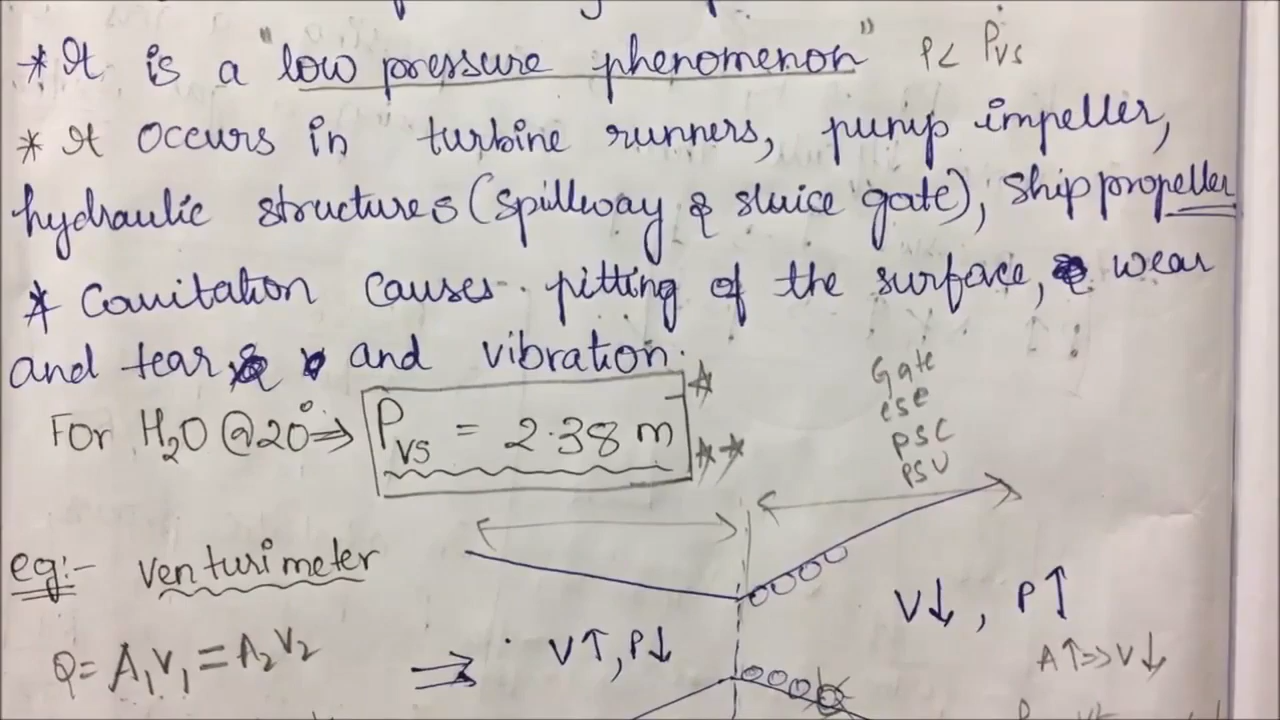 * It is a "low pressure phenomenon" P< Pvs
* It occurs in turbine runners, pump impeller,
hydraulic structures (spillway & sluice gate), ship propeller
* Cavitation causes pitting of the surface, wear
and tear and vibration.
For H₂O @20° ⇒ Pvs = 2.38 m
Gate
ese
PSC
PSU
eg:- venturimeter
Q= A₁V₁ = A₂V₂
⇒ V↑, P↓
V↓, P↑
A↑⇒V↓